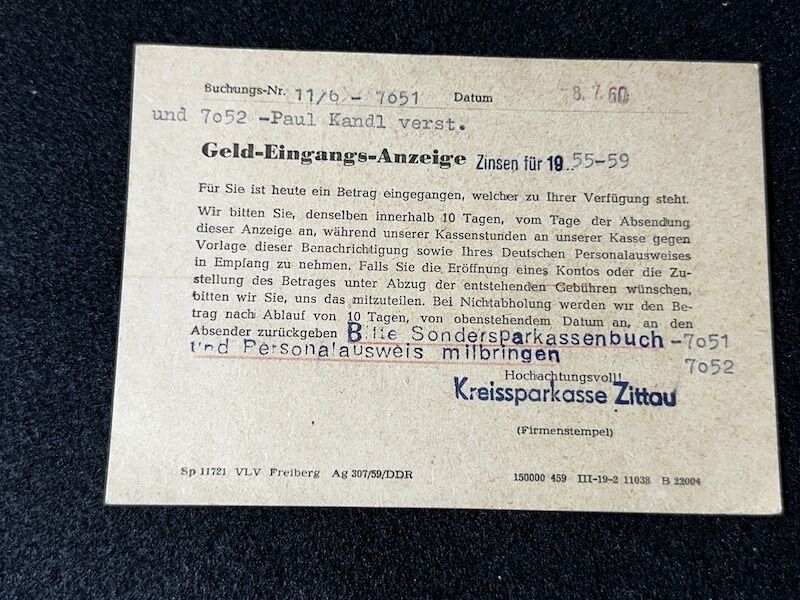 Buchungs-Nr. 11/6 - 7o51 Datum 8. 7. 60
und 7o52 -Paul Kandl verst.
Geld-Eingangs-Anzeige Zinsen für 19..55-59
Für Sie ist heute ein Betrag eingegangen, welcher zu Ihrer Verfügung steht.
Wir bitten Sie, denselben innerhalb 10 Tagen, vom Tage der Absendung
dieser Anzeige an, während unserer Kassenstunden an unserer Kasse gegen
Vorlage dieser Benachrichtigung sowie Ihres Deutschen Personalausweises
in Empfang zu nehmen. Falls Sie die Eröffnung eines Kontos oder die Zu-
stellung des Betrages unter Abzug der entstehenden Gebühren wünschen,
bitten wir Sie, uns das mitzuteilen. Bei Nichtabholung werden wir den Be-
trag nach Ablauf von 10 Tagen, von obenstehendem Datum an, an den
Absender zurückgeben Bitte Sondersparkassenbuch -7o51
und Personalausweis mitbringen 7o52
Hochachtungsvoll!
Kreissparkasse Zittau
(Firmenstempel)
Sp 11721 VLV Freiberg Ag 307/59/DDR 150000 459 III-19-2 11038 B 22004